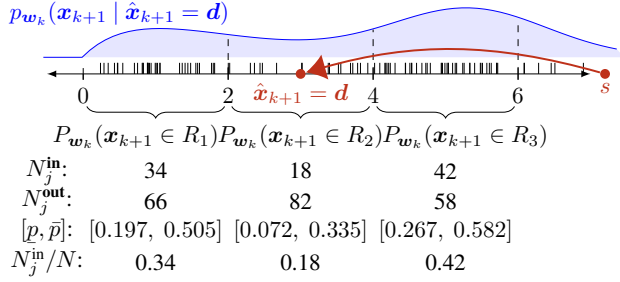 p_{w_k}(x_{k+1} | x̂_{k+1} = d)
0 2 4 6 s
x̂_{k+1} = d
P_{w_k}(x_{k+1} ∈ R_1) P_{w_k}(x_{k+1} ∈ R_2) P_{w_k}(x_{k+1} ∈ R_3)
N_j^{in}: 34 18 42
N_j^{out}: 66 82 58
[p̲, p̄]: [0.197, 0.505] [0.072, 0.335] [0.267, 0.582]
N_j^{in}/N: 0.34 0.18 0.42